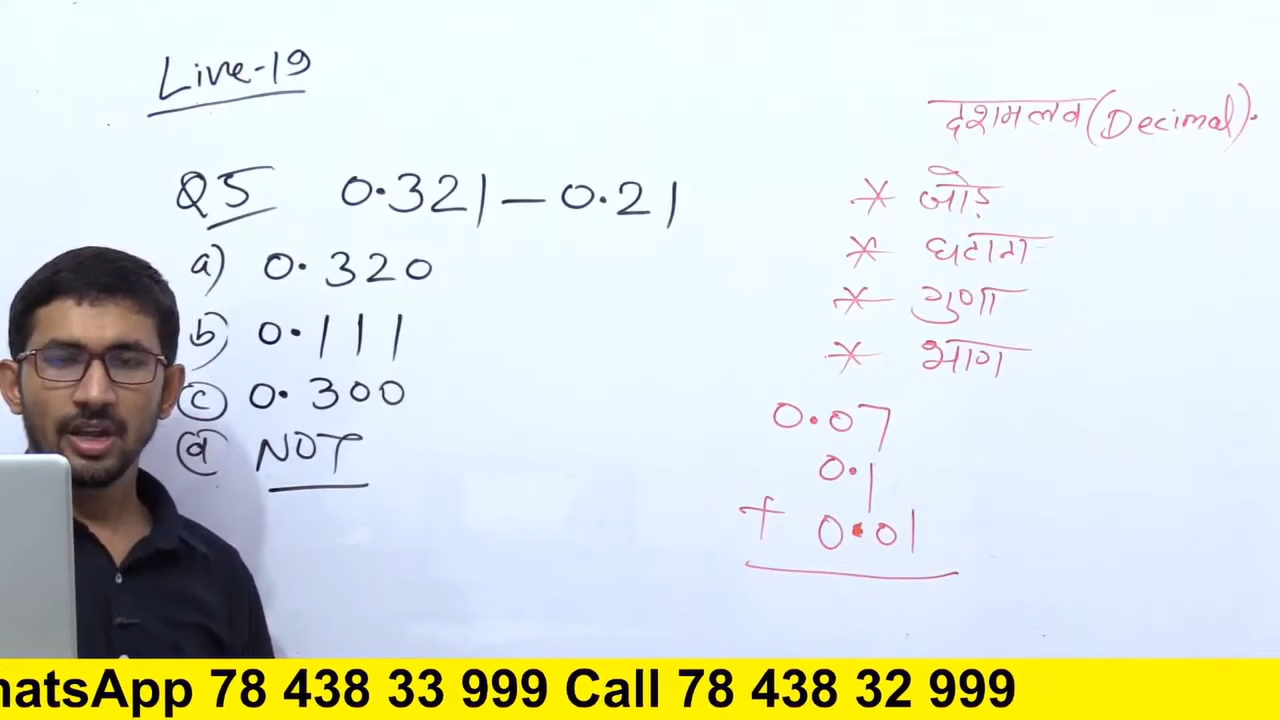 Live-19
Q5 0.321-0.21
a) 0.320
b) 0.111
c) 0.300
d) NOT
दशमलव (Decimal).
* जोड़
* घटाना
* गुणा
* भाग
0.07
0.1
+ 0.01
hatsApp 78 438 33 999 Call 78 438 32 999